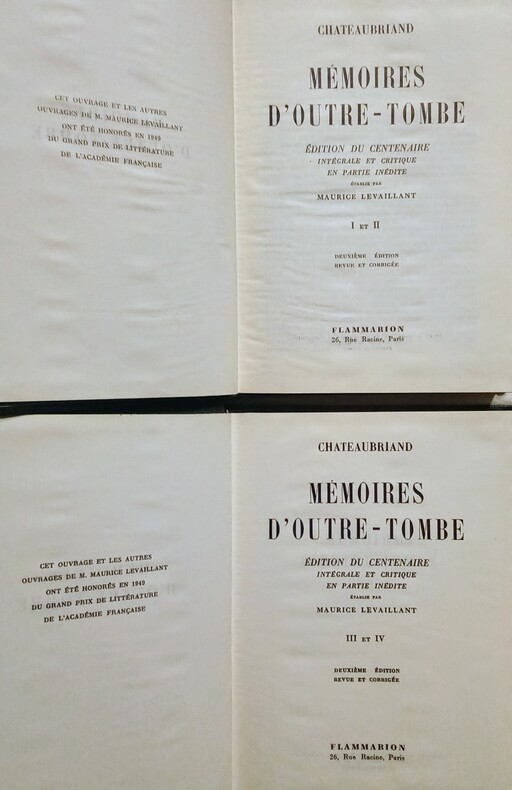 CET OUVRAGE ET LES AUTRES
OUVRAGES DE M. MAURICE LEVAILLANT
ONT ÉTÉ HONORÉS EN 1949
DU GRAND PRIX DE LITTÉRATURE
DE L'ACADÉMIE FRANÇAISE
CHATEAUBRIAND
MÉMOIRES
D'OUTRE-TOMBE
ÉDITION DU CENTENAIRE
INTÉGRALE ET CRITIQUE
EN PARTIE INÉDITE
ÉTABLIE PAR
MAURICE LEVAILLANT
I ET II
DEUXIÈME ÉDITION
REVUE ET CORRIGÉE
FLAMMARION
26, Rue Racine, Paris
CET OUVRAGE ET LES AUTRES
OUVRAGES DE M. MAURICE LEVAILLANT
ONT ÉTÉ HONORÉS EN 1949
DU GRAND PRIX DE LITTÉRATURE
DE L'ACADÉMIE FRANÇAISE
CHATEAUBRIAND
MÉMOIRES
D'OUTRE-TOMBE
ÉDITION DU CENTENAIRE
INTÉGRALE ET CRITIQUE
EN PARTIE INÉDITE
ÉTABLIE PAR
MAURICE LEVAILLANT
III ET IV
DEUXIÈME ÉDITION
REVUE ET CORRIGÉE
FLAMMARION
26, Rue Racine, Paris